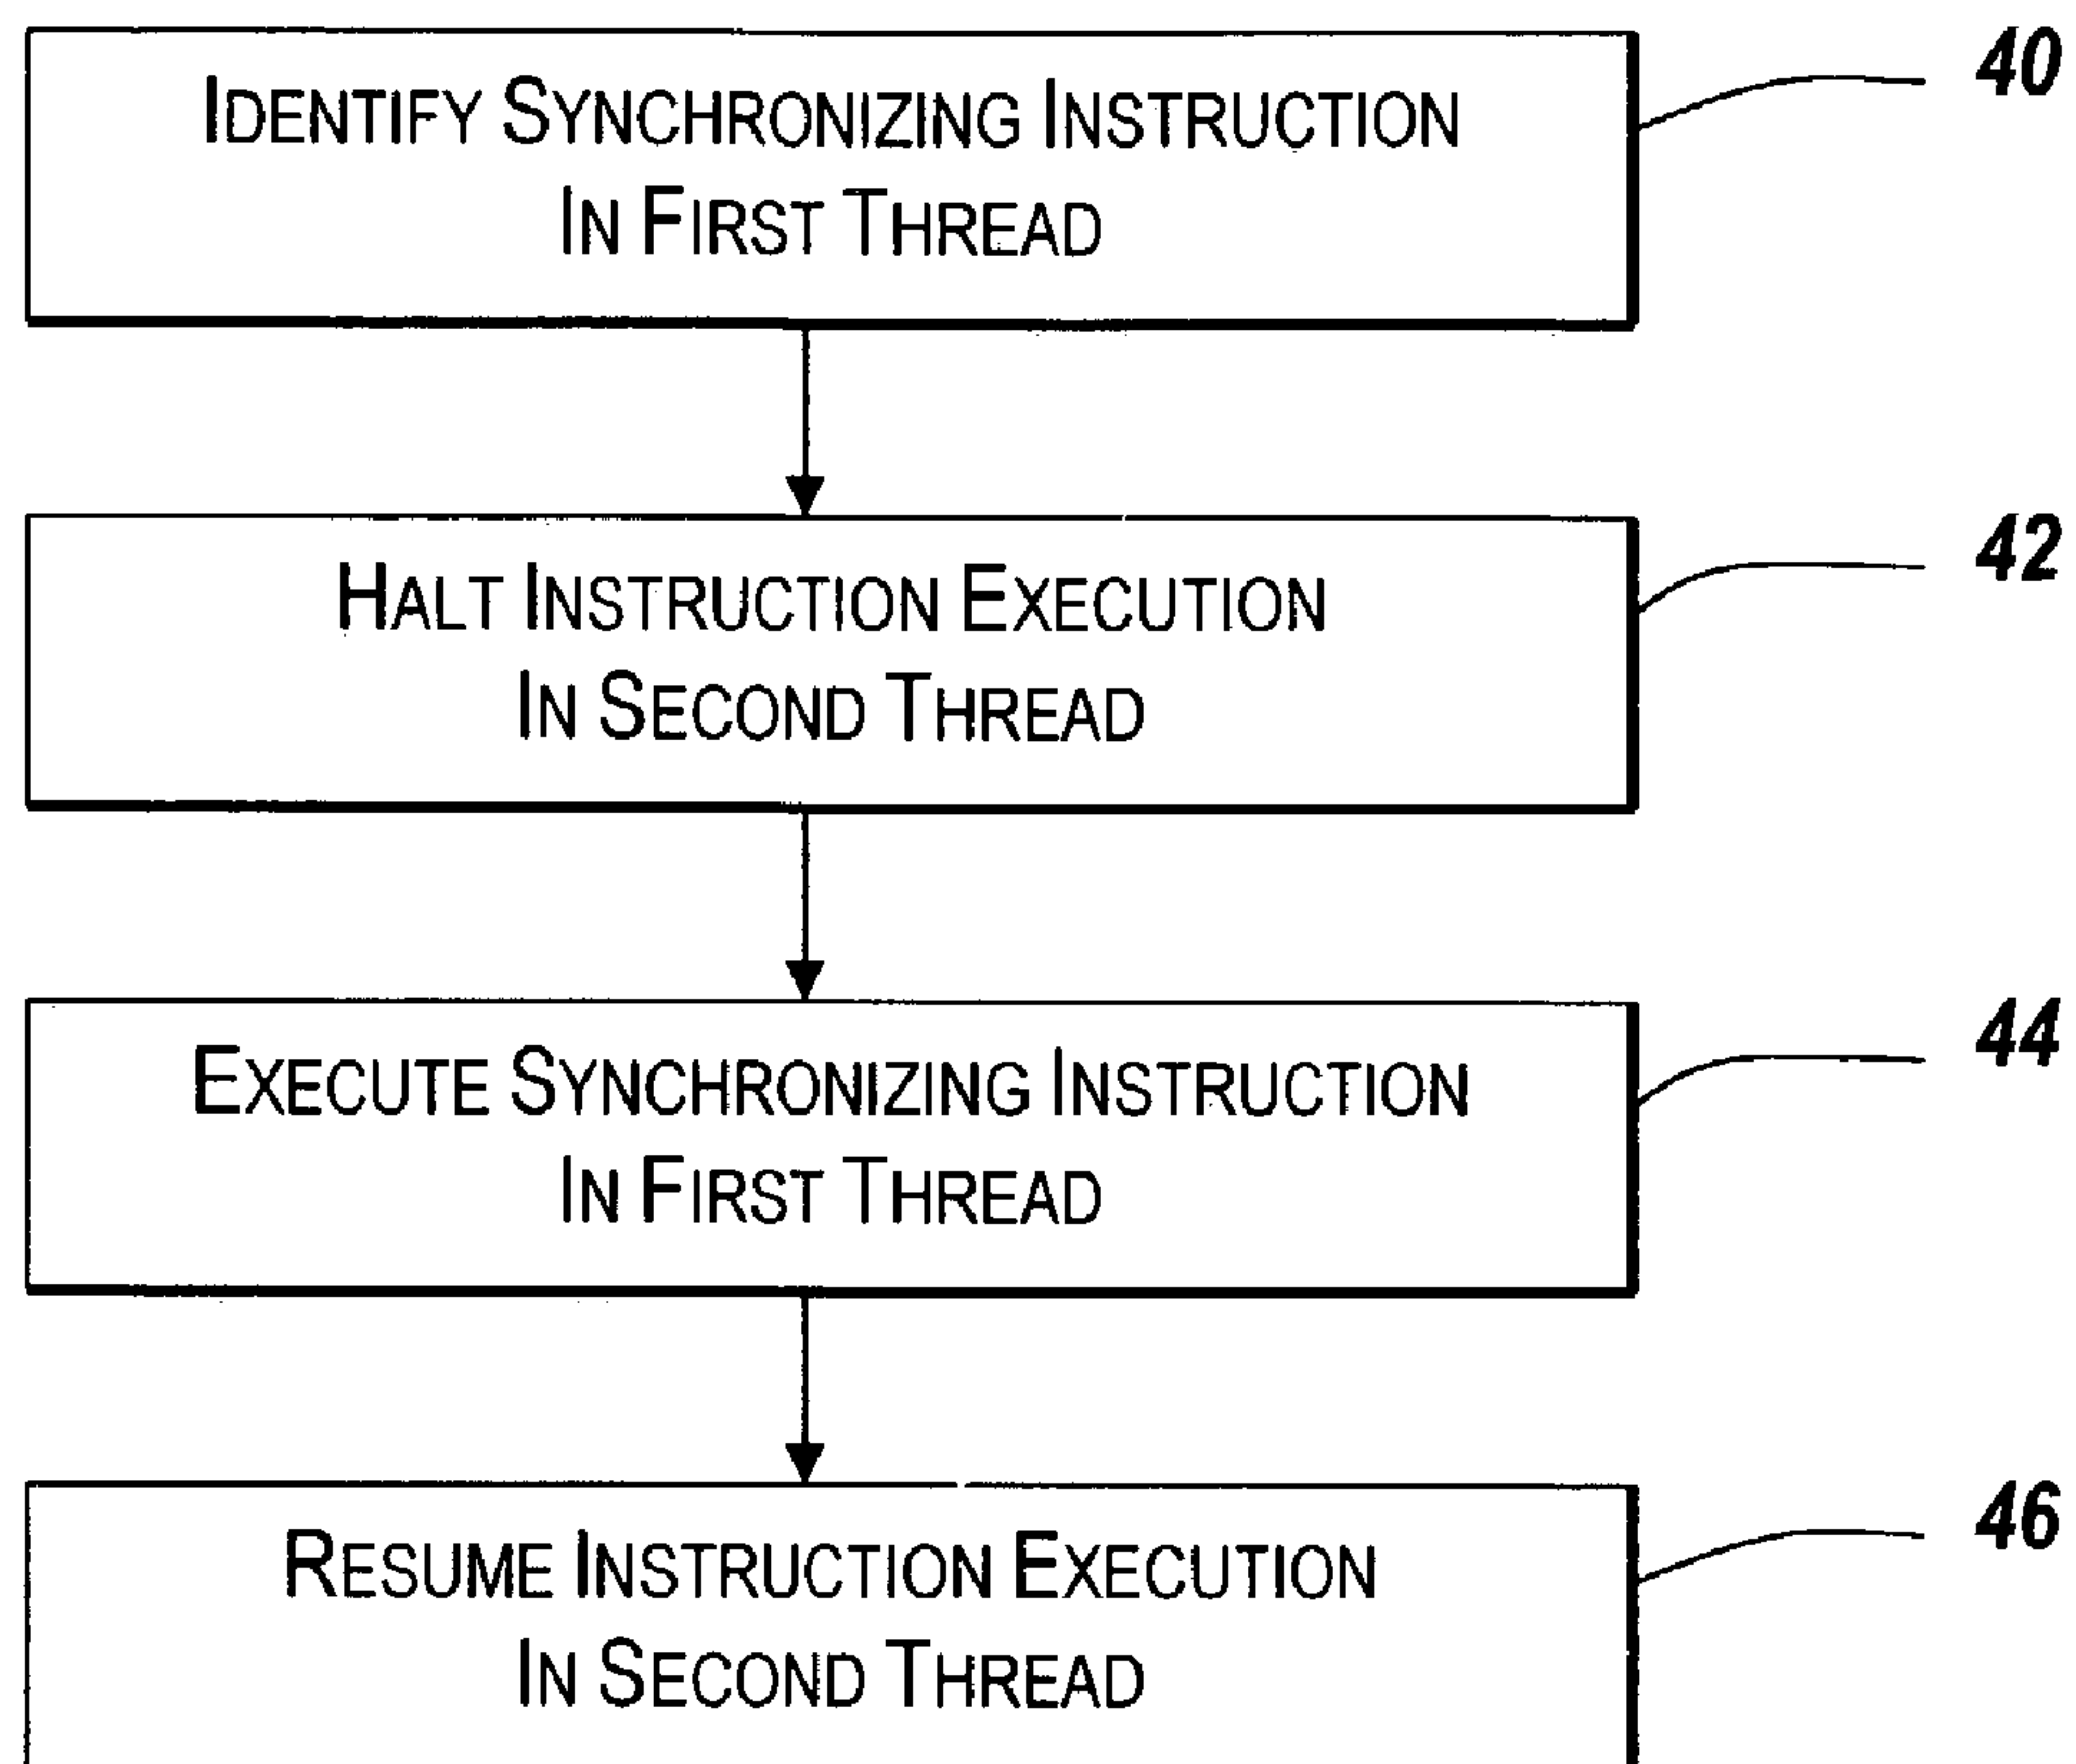 IDENTIFY SYNCHRONIZING INSTRUCTION
IN FIRST THREAD
40
HALT INSTRUCTION EXECUTION
IN SECOND THREAD
42
EXECUTE SYNCHRONIZING INSTRUCTION
IN FIRST THREAD
44
RESUME INSTRUCTION EXECUTION
IN SECOND THREAD
46